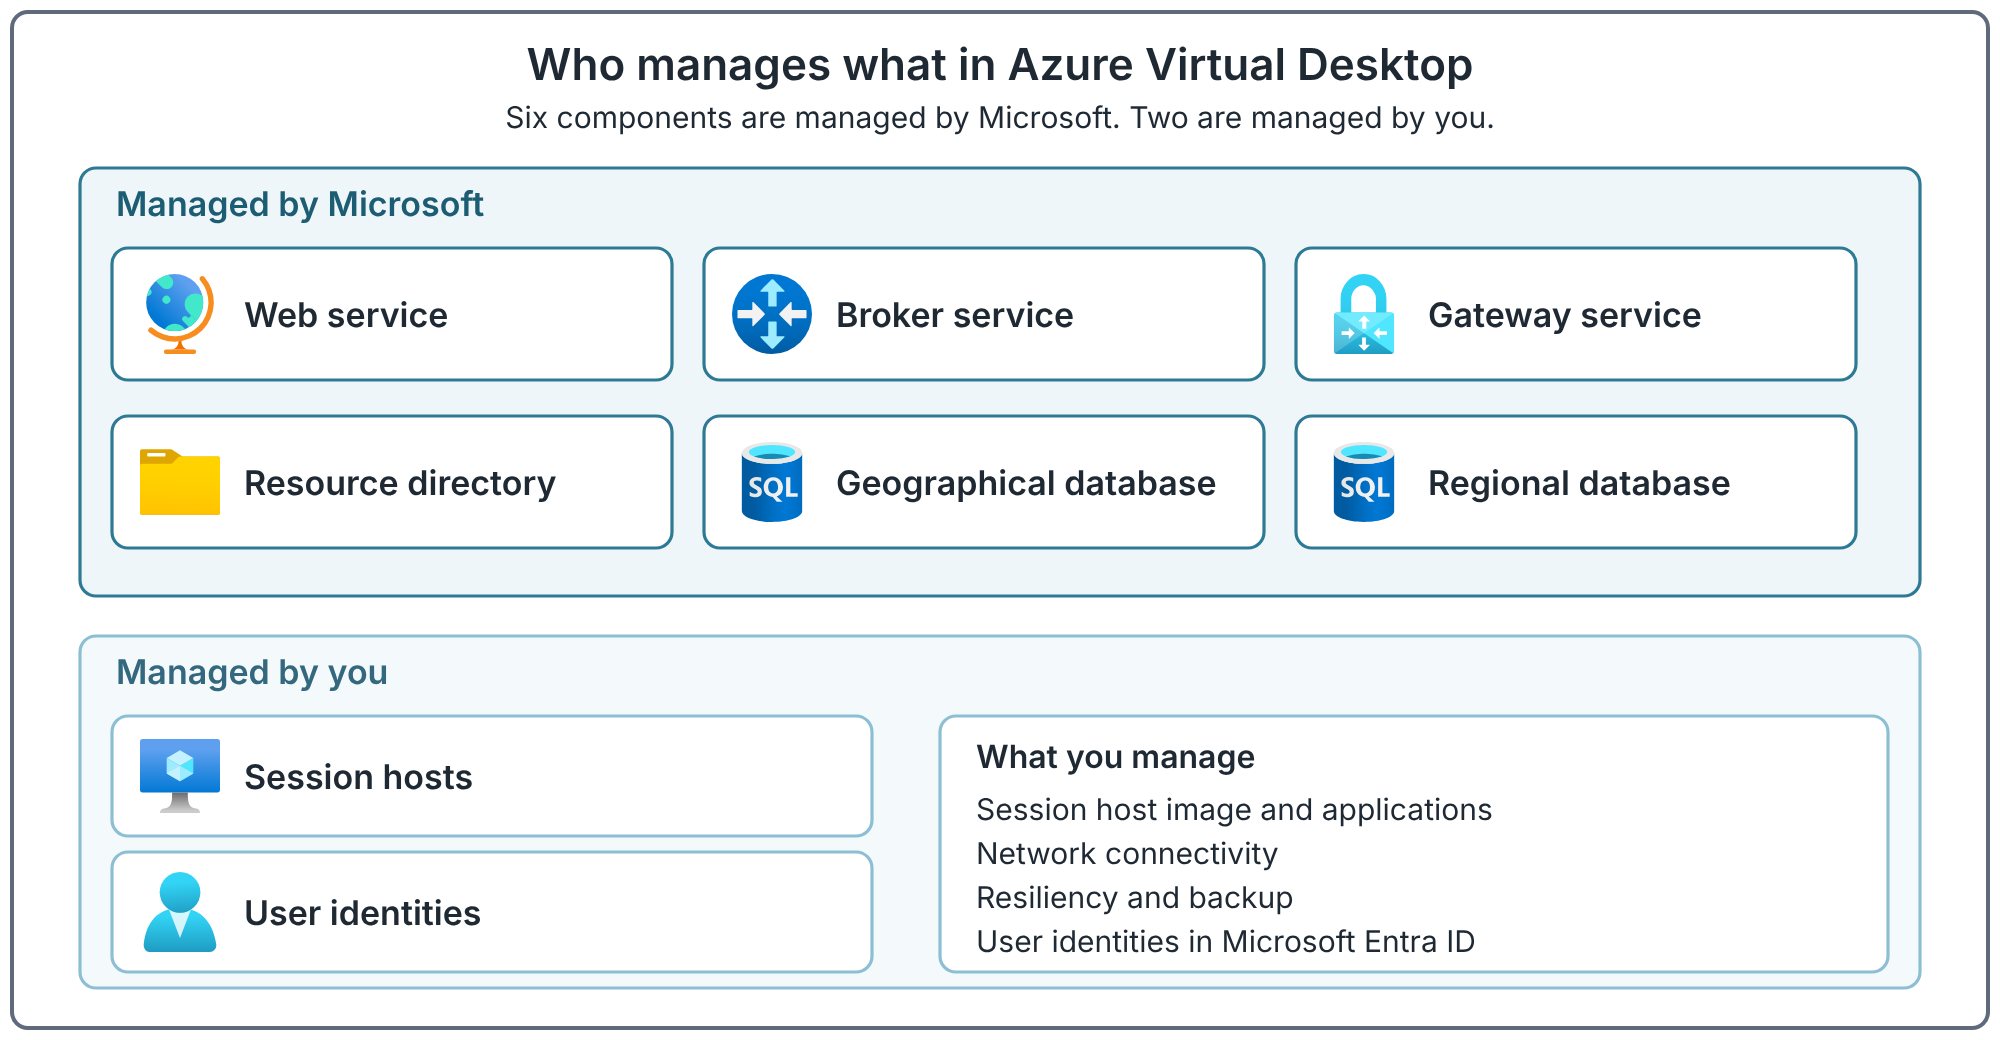 Who manages what in Azure Virtual Desktop
Six components are managed by Microsoft. Two are managed by you.
Managed by Microsoft
Web service
Broker service
Gateway service
Resource directory
SQL
Geographical database
SQL
Regional database
Managed by you
Session hosts
User identities
What you manage
Session host image and applications
Network connectivity
Resiliency and backup
User identities in Microsoft Entra ID